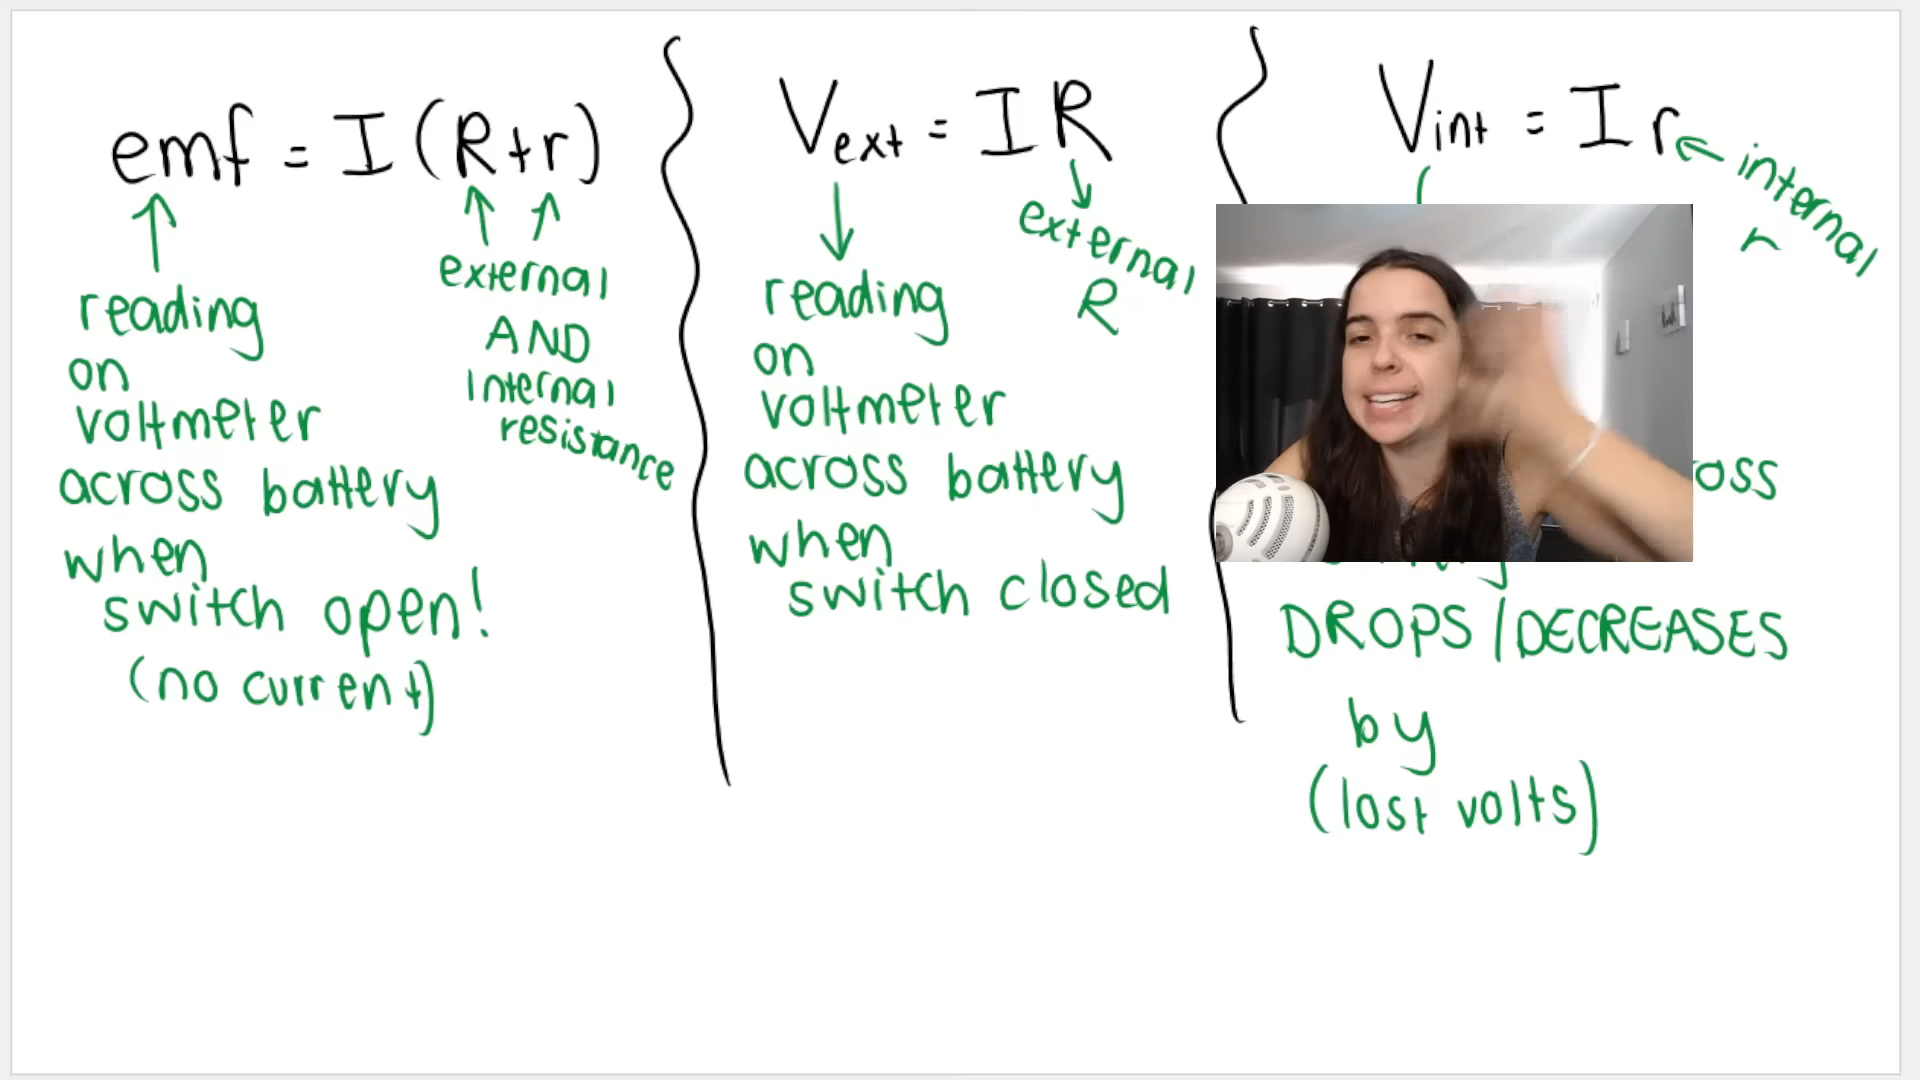 emf = I (R+r)
external
AND
internal
resistance
reading
on
voltmeter
across battery
when
switch open!
(no current)
Vext = IR
external
R
reading
on
voltmeter
across battery
when
switch closed
Vint = Ir
internal
r
DROPS / DECREASES
by
(lost volts)